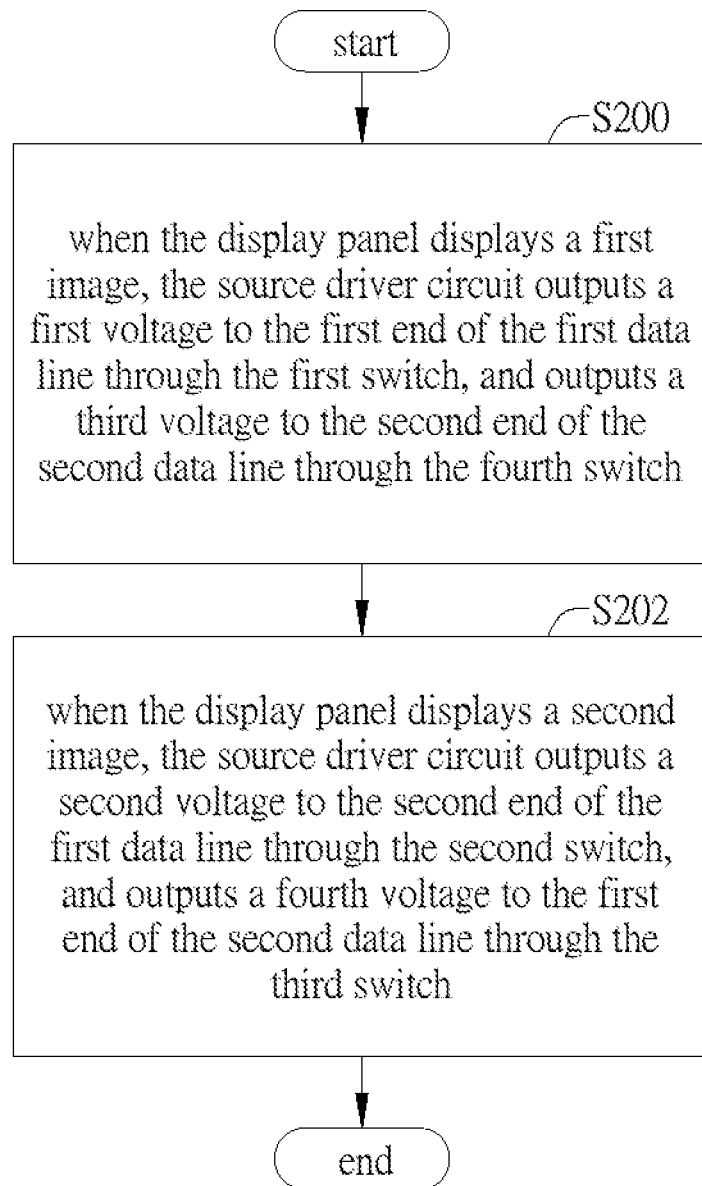 start
S200
when the display panel displays a first
image, the source driver circuit outputs a
first voltage to the first end of the first data
line through the first switch, and outputs a
third voltage to the second end of the
second data line through the fourth switch
S202
when the display panel displays a second
image, the source driver circuit outputs a
second voltage to the second end of the
first data line through the second switch,
and outputs a fourth voltage to the first
end of the second data line through the
third switch
end